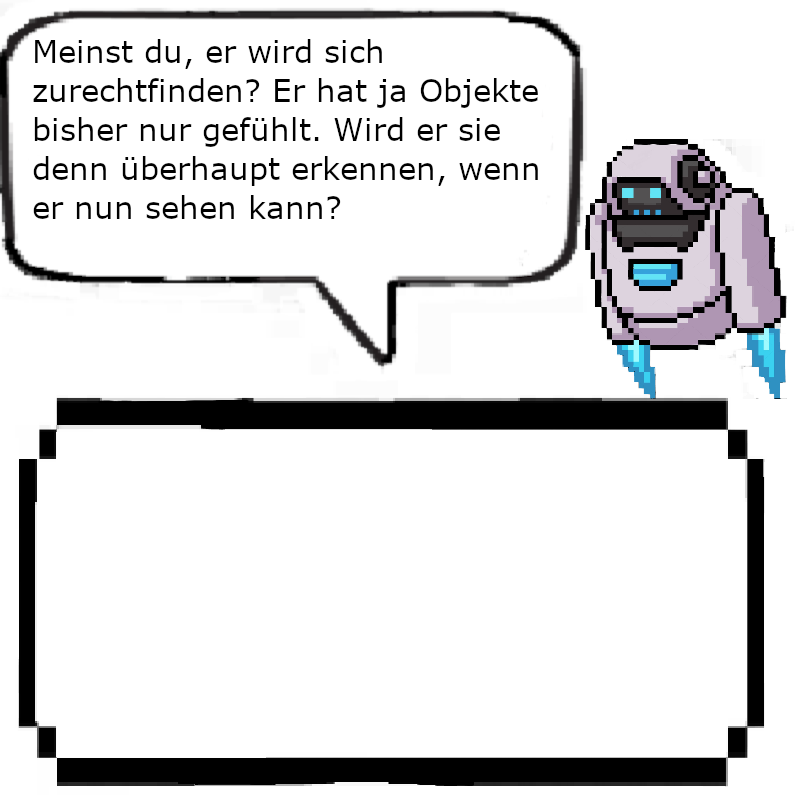 Meinst du, er wird sich
zurechtfinden? Er hat ja Objekte
bisher nur gefühlt. Wird er sie
denn überhaupt erkennen, wenn
er nun sehen kann?